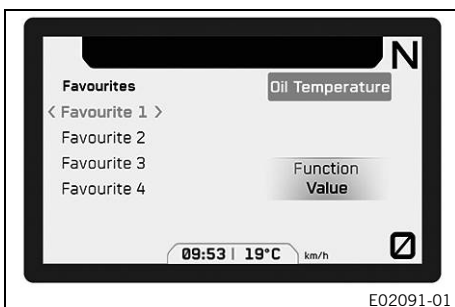 N
Favourites
Oil Temperature
< Favourite 1 >
Favourite 2
Favourite 3
Favourite 4
Function
Value
09:53 | 19°C km/h
0
E02091-01